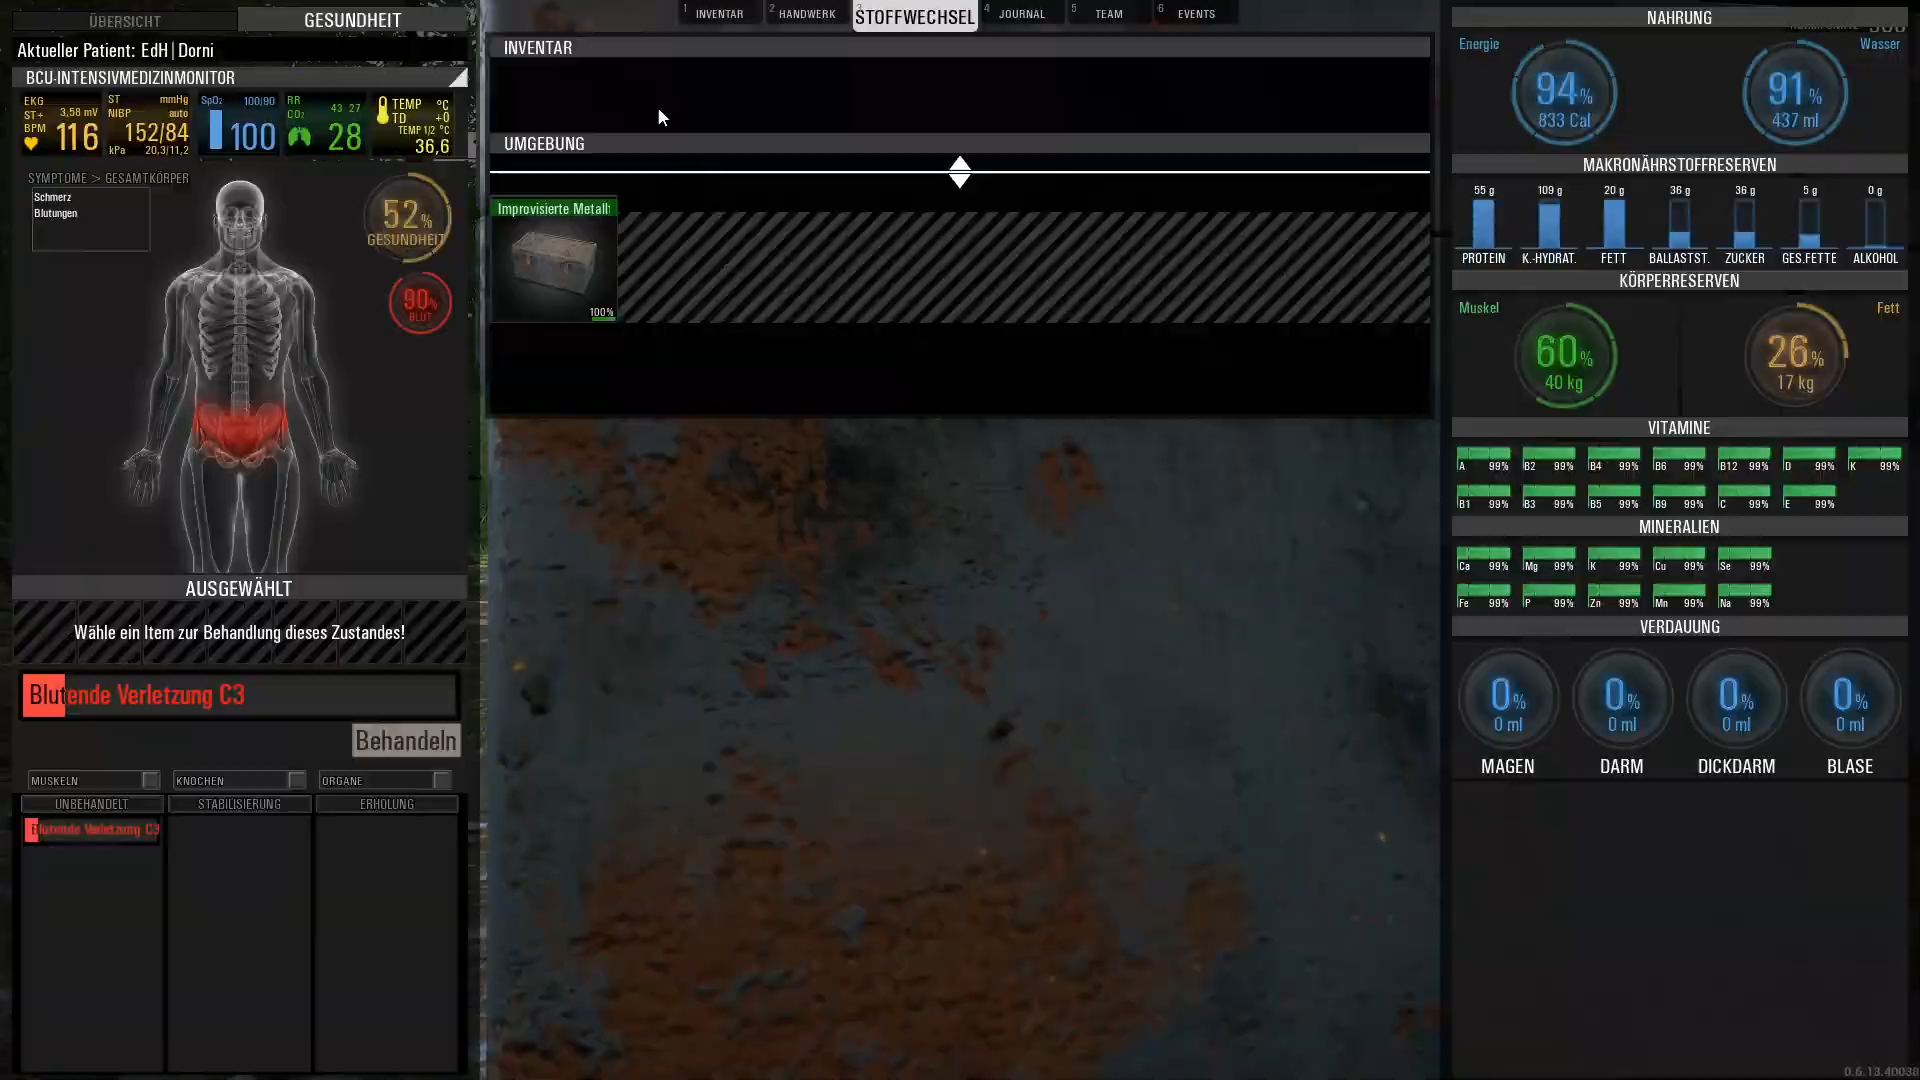 ÜBERSICHT
GESUNDHEIT
Aktueller Patient: EdH|Dorni
BCU-INTENSIVMEDIZINMONITOR
EKG
ST+ 3,58 mV
BPM 116
ST mmHg
NIBP auto
152/84
kPa 20,3/11,2
SpO₂ 100/90
100
RR 43 27
CO₂
28
TEMP °C
TD +0
TEMP 1/2 °C
36,6
SYMPTOME > GESAMTKÖRPER
Schmerz
Blutungen
52%
GESUNDHEIT
90%
BLUT
AUSGEWÄHLT
Wähle ein Item zur Behandlung dieses Zustandes!
Blutende Verletzung C3
Behandeln
MUSKELN
KNOCHEN
ORGANE
UNBEHANDELT
STABILISIERUNG
ERHOLUNG
Blutende Verletzung C3
1 INVENTAR
2 HANDWERK
3 STOFFWECHSEL
4 JOURNAL
5 TEAM
6 EVENTS
INVENTAR
UMGEBUNG
Improvisierte Metall
100%
NAHRUNG
Energie
Wasser
94%
833 Cal
91%
437 ml
MAKRONÄHRSTOFFRESERVEN
55 g 109 g 20 g 36 g 36 g 5 g 0 g
PROTEIN K.-HYDRAT. FETT BALLASTST. ZUCKER GES.FETTE ALKOHOL
KÖRPERRESERVEN
Muskel
Fett
60%
40 kg
26%
17 kg
VITAMINE
A 99% B2 99% B4 99% B6 99% B12 99% D 99% K 99%
B1 99% B3 99% B5 99% B9 99% C 99% E 99%
MINERALIEN
Ca 99% Mg 99% K 99% Cu 99% Se 99%
Fe 99% P 99% Zn 99% Mn 99% Na 99%
VERDAUUNG
0% 0% 0% 0%
0 ml 0 ml 0 ml 0 ml
MAGEN DARM DICKDARM BLASE
0.6.13.40038